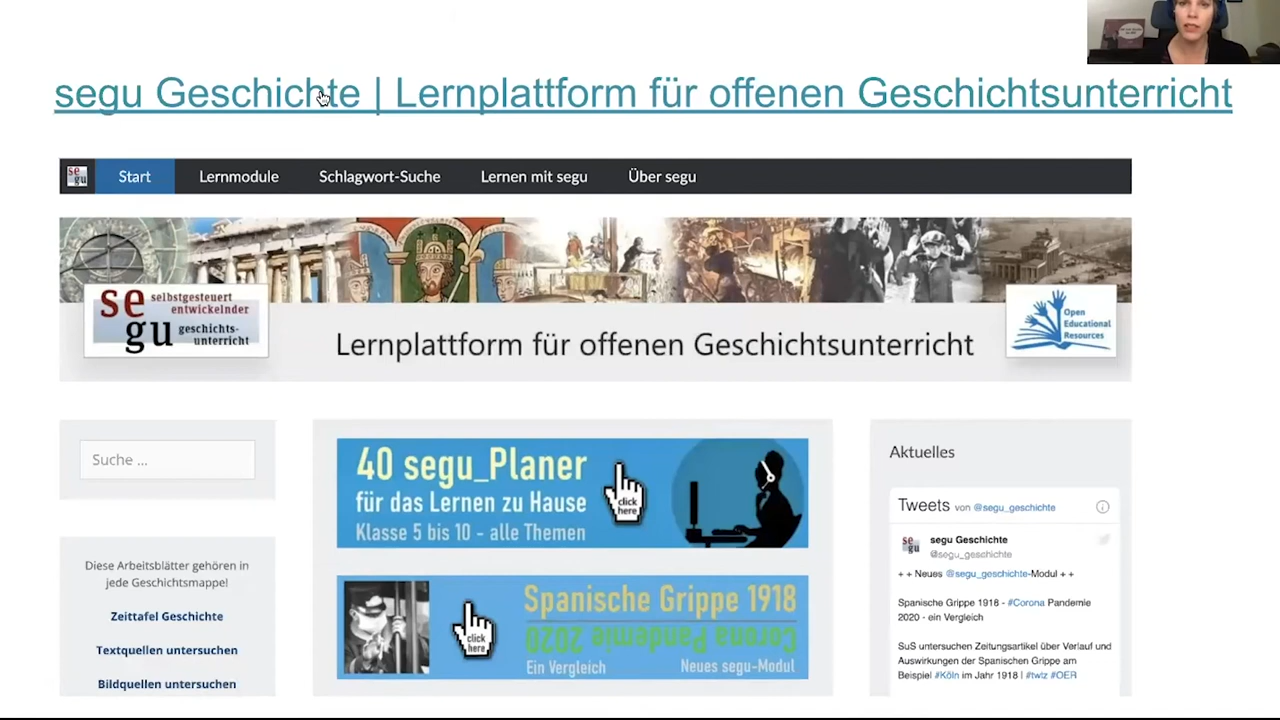 segu Geschichte | Lernplattform für offenen Geschichtsunterricht
se gu
Start
Lernmodule
Schlagwort-Suche
Lernen mit segu
Über segu
se selbstgesteuert
entwickelnder
gu geschichts-
unterricht
Lernplattform für offenen Geschichtsunterricht
Open
Educational
Resources
Suche ...
Diese Arbeitsblätter gehören in
jede Geschichtsmappe!
Zeittafel Geschichte
Textquellen untersuchen
Bildquellen untersuchen
40 segu_Planer
für das Lernen zu Hause
Klasse 5 bis 10 - alle Themen
click
here
Spanische Grippe 1918
Corona Pandemie 2020
Ein Vergleich
Neues segu-Modul
click
here
Aktuelles
Tweets von @segu_geschichte
se gu
segu Geschichte
@segu_geschichte
+ + Neues @segu_geschichte-Modul + +
Spanische Grippe 1918 - #Corona Pandemie
2020 - ein Vergleich
SuS untersuchen Zeitungsartikel über Verlauf und
Auswirkungen der Spanischen Grippe am
Beispiel #Köln im Jahr 1918 | #twlz #OER